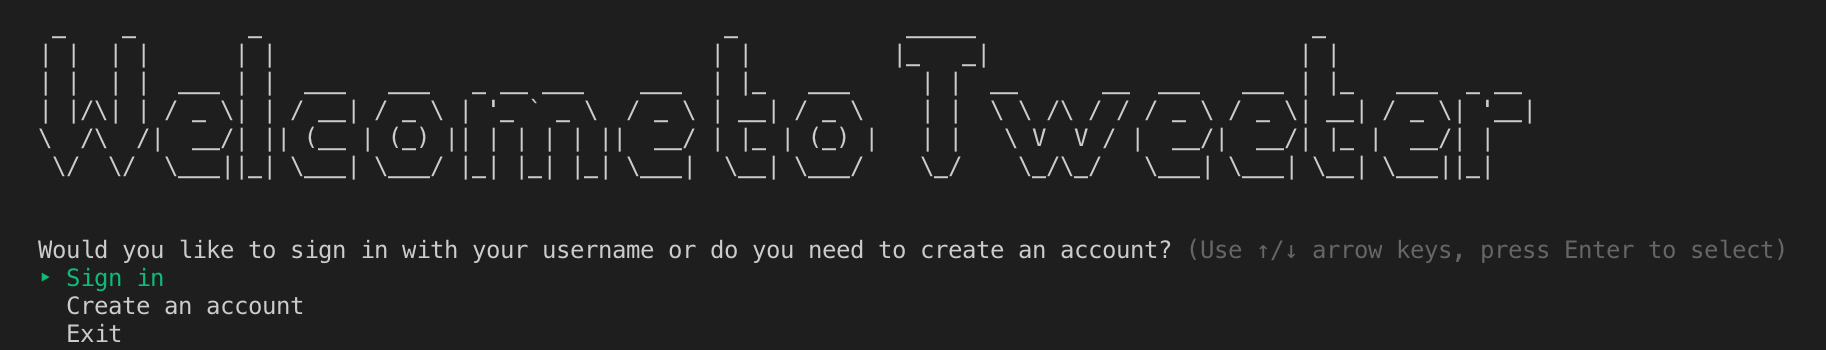 Welcome to Tweeter
Would you like to sign in with your username or do you need to create an account? (Use ↑/↓ arrow keys, press Enter to select)
‣ Sign in
Create an account
Exit